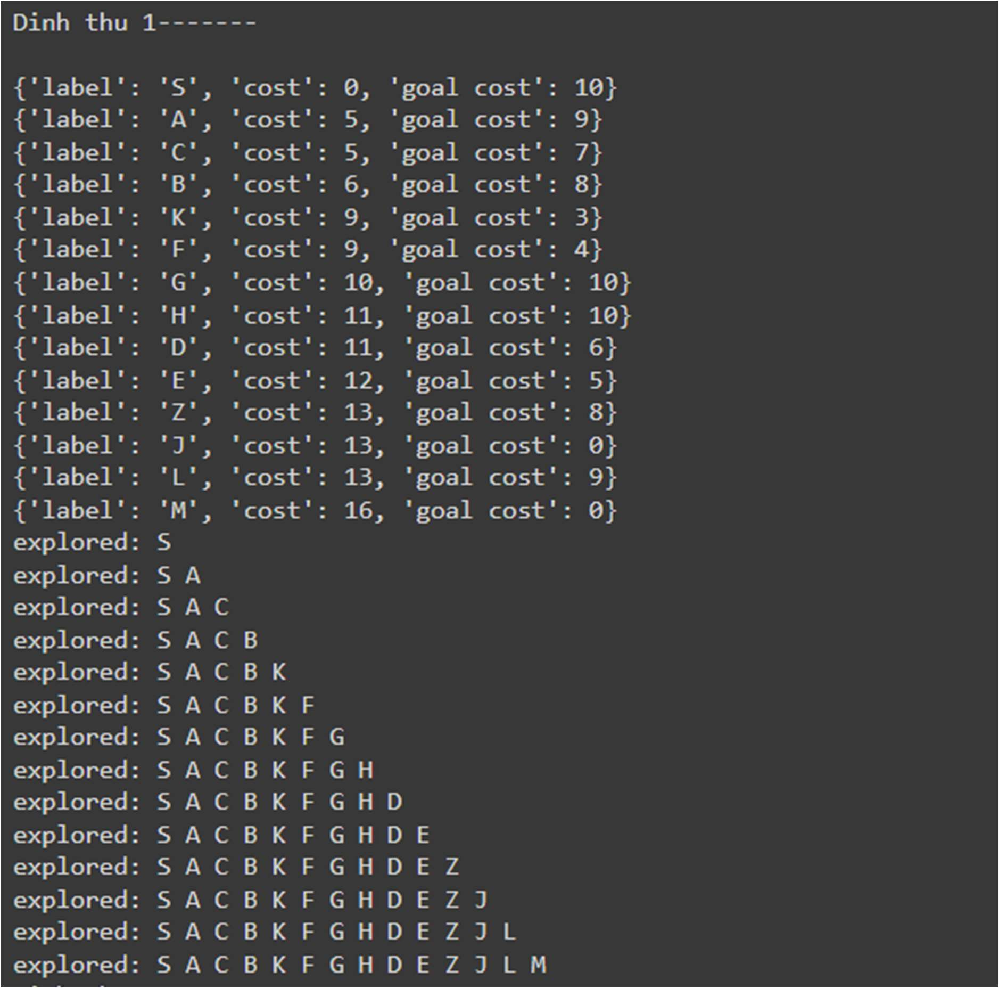 Dinh thu 1-------
{'label': 'S', 'cost': 0, 'goal cost': 10}
{'label': 'A', 'cost': 5, 'goal cost': 9}
{'label': 'C', 'cost': 5, 'goal cost': 7}
{'label': 'B', 'cost': 6, 'goal cost': 8}
{'label': 'K', 'cost': 9, 'goal cost': 3}
{'label': 'F', 'cost': 9, 'goal cost': 4}
{'label': 'G', 'cost': 10, 'goal cost': 10}
{'label': 'H', 'cost': 11, 'goal cost': 10}
{'label': 'D', 'cost': 11, 'goal cost': 6}
{'label': 'E', 'cost': 12, 'goal cost': 5}
{'label': 'Z', 'cost': 13, 'goal cost': 8}
{'label': 'J', 'cost': 13, 'goal cost': 0}
{'label': 'L', 'cost': 13, 'goal cost': 9}
{'label': 'M', 'cost': 16, 'goal cost': 0}
explored: S
explored: S A
explored: S A C
explored: S A C B
explored: S A C B K
explored: S A C B K F
explored: S A C B K F G
explored: S A C B K F G H
explored: S A C B K F G H D
explored: S A C B K F G H D E
explored: S A C B K F G H D E Z
explored: S A C B K F G H D E Z J
explored: S A C B K F G H D E Z J L
explored: S A C B K F G H D E Z J L M